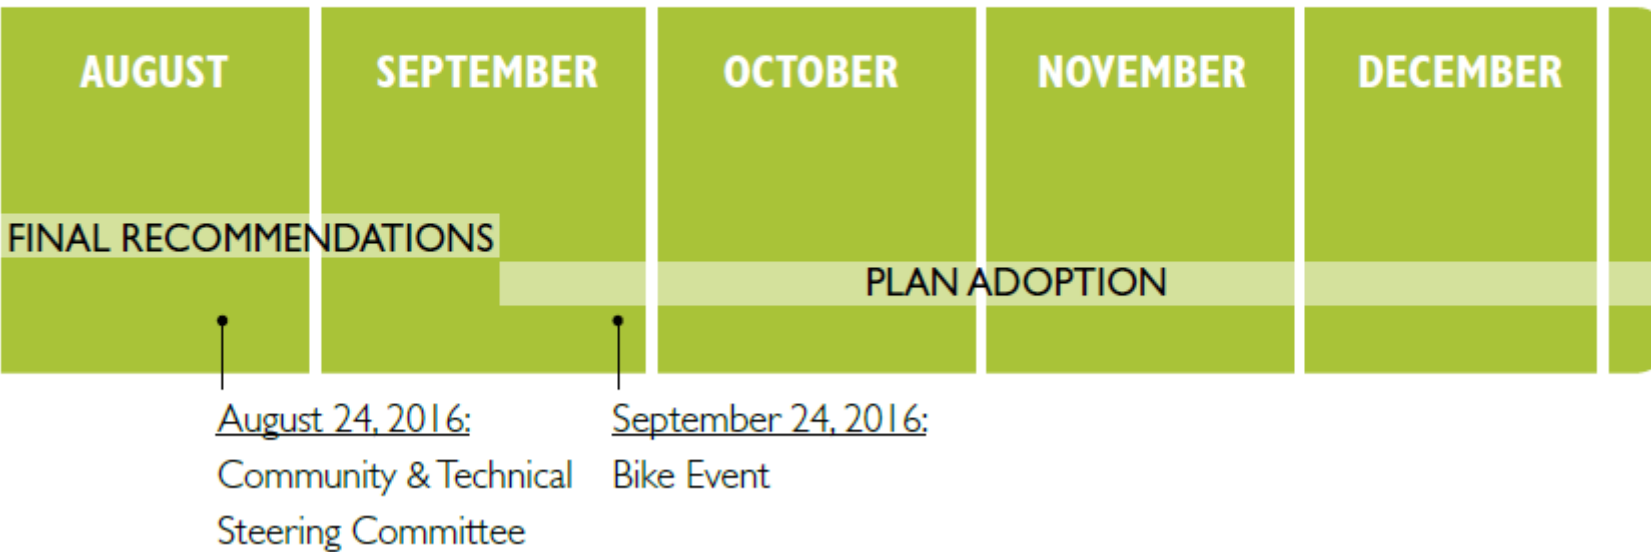 AUGUST SEPTEMBER OCTOBER NOVEMBER DECEMBER
FINAL RECOMMENDATIONS
PLAN ADOPTION
August 24, 2016:
Community & Technical
Steering Committee
September 24, 2016:
Bike Event